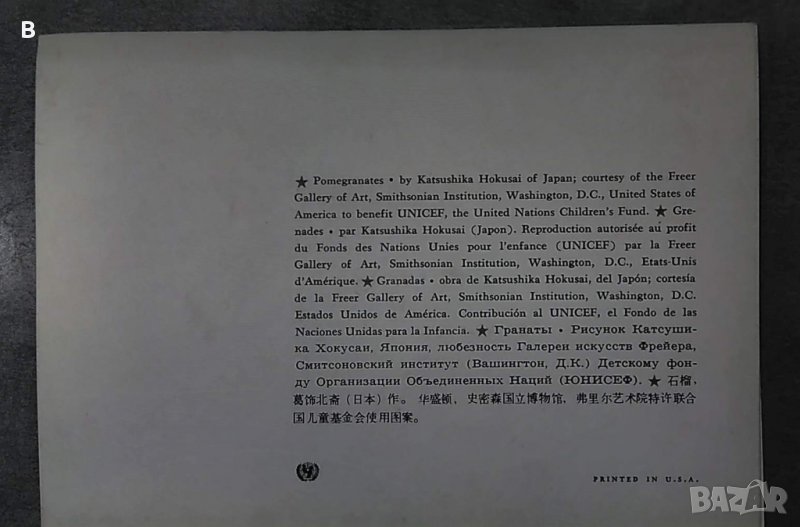 B
★ Pomegranates • by Katsushika Hokusai of Japan; courtesy of the Freer
Gallery of Art, Smithsonian Institution, Washington, D.C., United States of
America to benefit UNICEF, the United Nations Children's Fund. ★ Gre-
nades • par Katsushika Hokusai (Japon). Reproduction autorisée au profit
du Fonds des Nations Unies pour l'enfance (UNICEF) par la Freer
Gallery of Art, Smithsonian Institution, Washington, D.C., Etats-Unis
d'Amérique. ★ Granadas • obra de Katsushika Hokusai, del Japón; cortesía
de la Freer Gallery of Art, Smithsonian Institution, Washington, D.C.
Estados Unidos de América. Contribución al UNICEF, el Fondo de las
Naciones Unidas para la Infancia. ★ Гранаты • Рисунок Катсуши-
ка Хокусаи, Япония, любезность Галереи искусств Фрейера,
Смитсоновский институт (Вашингтон, Д.К.) Детскому фон-
ду Организации Объединенных Наций (ЮНИСЕФ). ★ 石榴,
葛饰北斋 (日本) 作。 华盛顿, 史密森国立博物馆, 弗里尔艺术院特许联合
国儿童基金会使用图案。
PRINTED IN U.S.A.
BAZAR